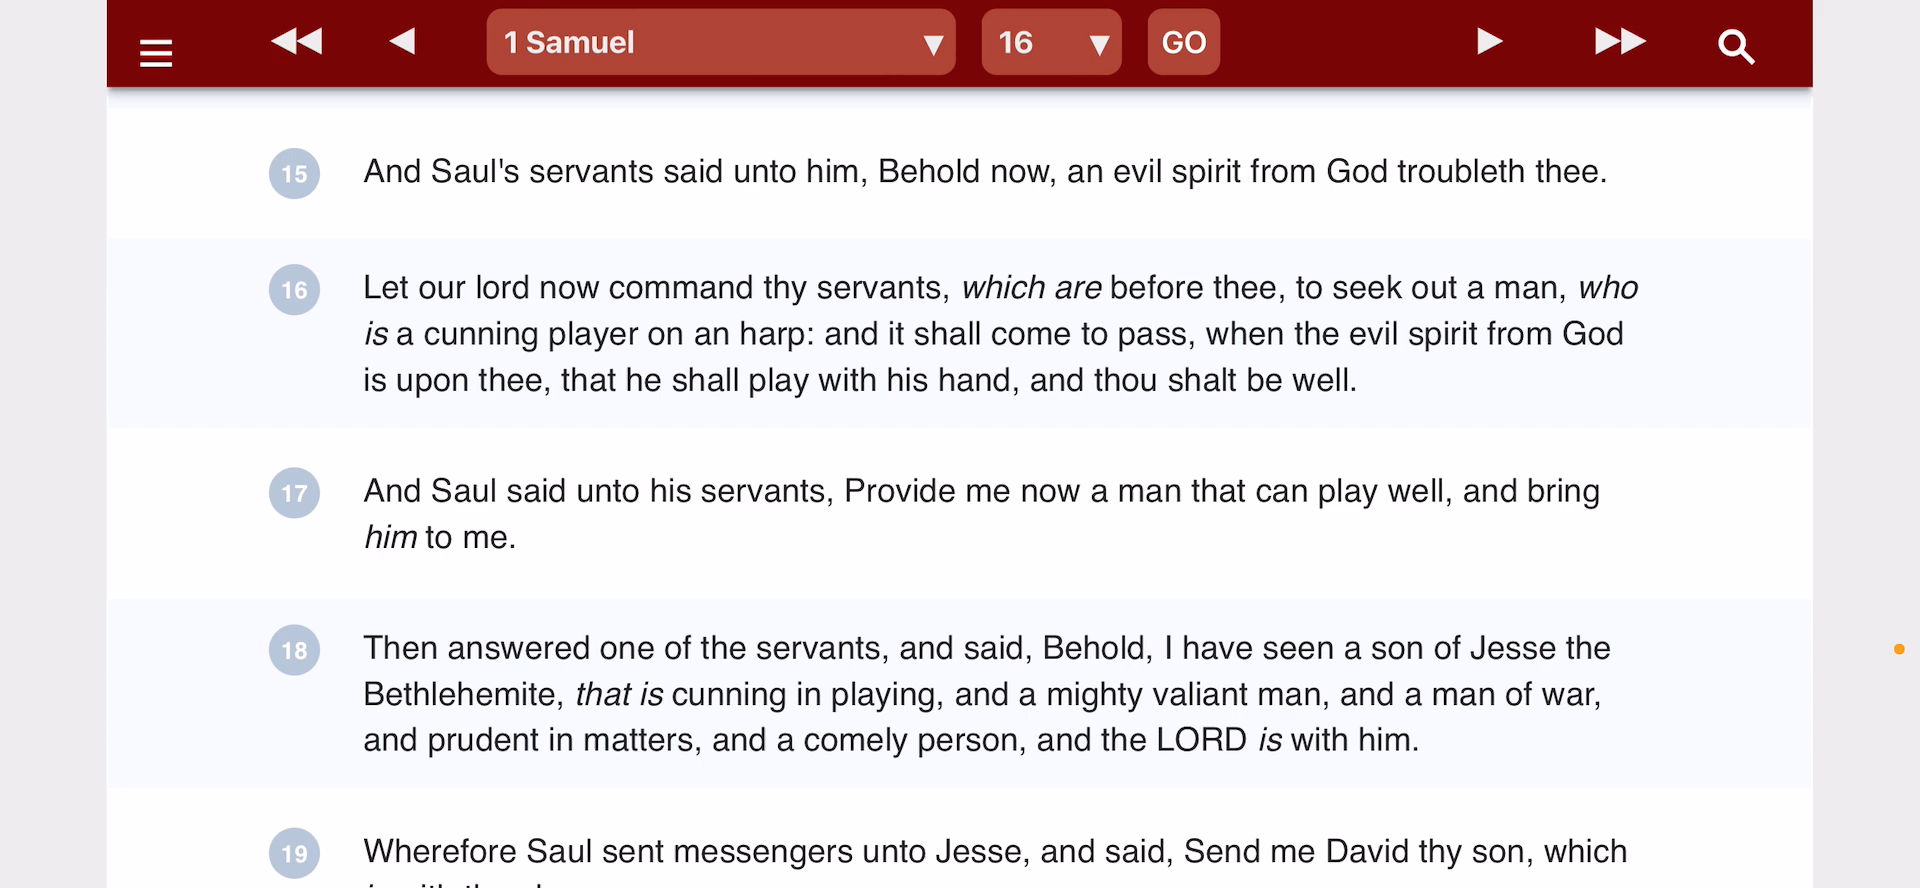 1 Samuel 16 GO
15 And Saul's servants said unto him, Behold now, an evil spirit from God troubleth thee.
16 Let our lord now command thy servants, which are before thee, to seek out a man, who
is a cunning player on an harp: and it shall come to pass, when the evil spirit from God
is upon thee, that he shall play with his hand, and thou shalt be well.
17 And Saul said unto his servants, Provide me now a man that can play well, and bring
him to me.
18 Then answered one of the servants, and said, Behold, I have seen a son of Jesse the
Bethlehemite, that is cunning in playing, and a mighty valiant man, and a man of war,
and prudent in matters, and a comely person, and the LORD is with him.
19 Wherefore Saul sent messengers unto Jesse, and said, Send me David thy son, which